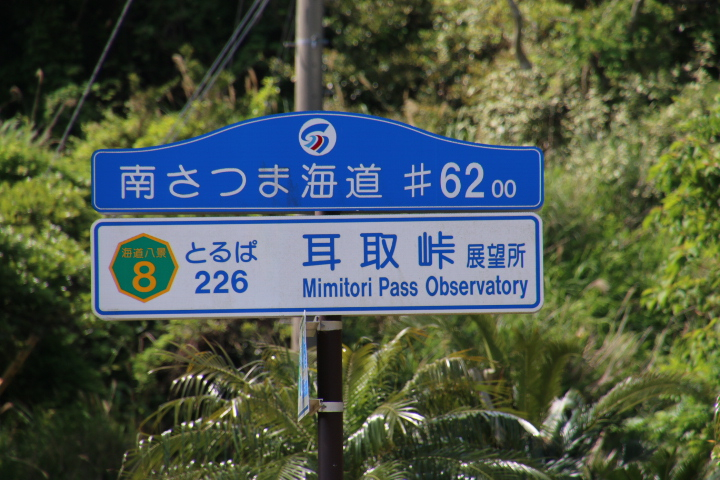 南さつま海道 #62 00
海道八景
8
とるぱ
226
耳取峠 展望所
Mimitori Pass Observatory